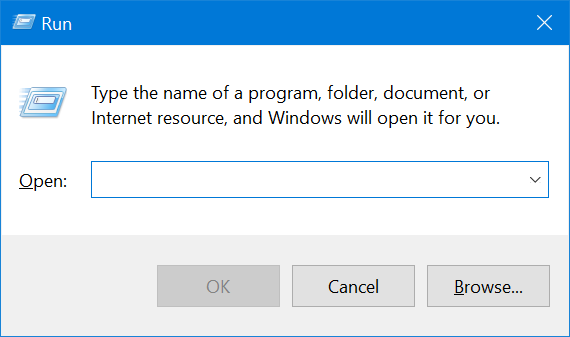 Run
Type the name of a program, folder, document, or
Internet resource, and Windows will open it for you.
Open:
OK Cancel Browse...